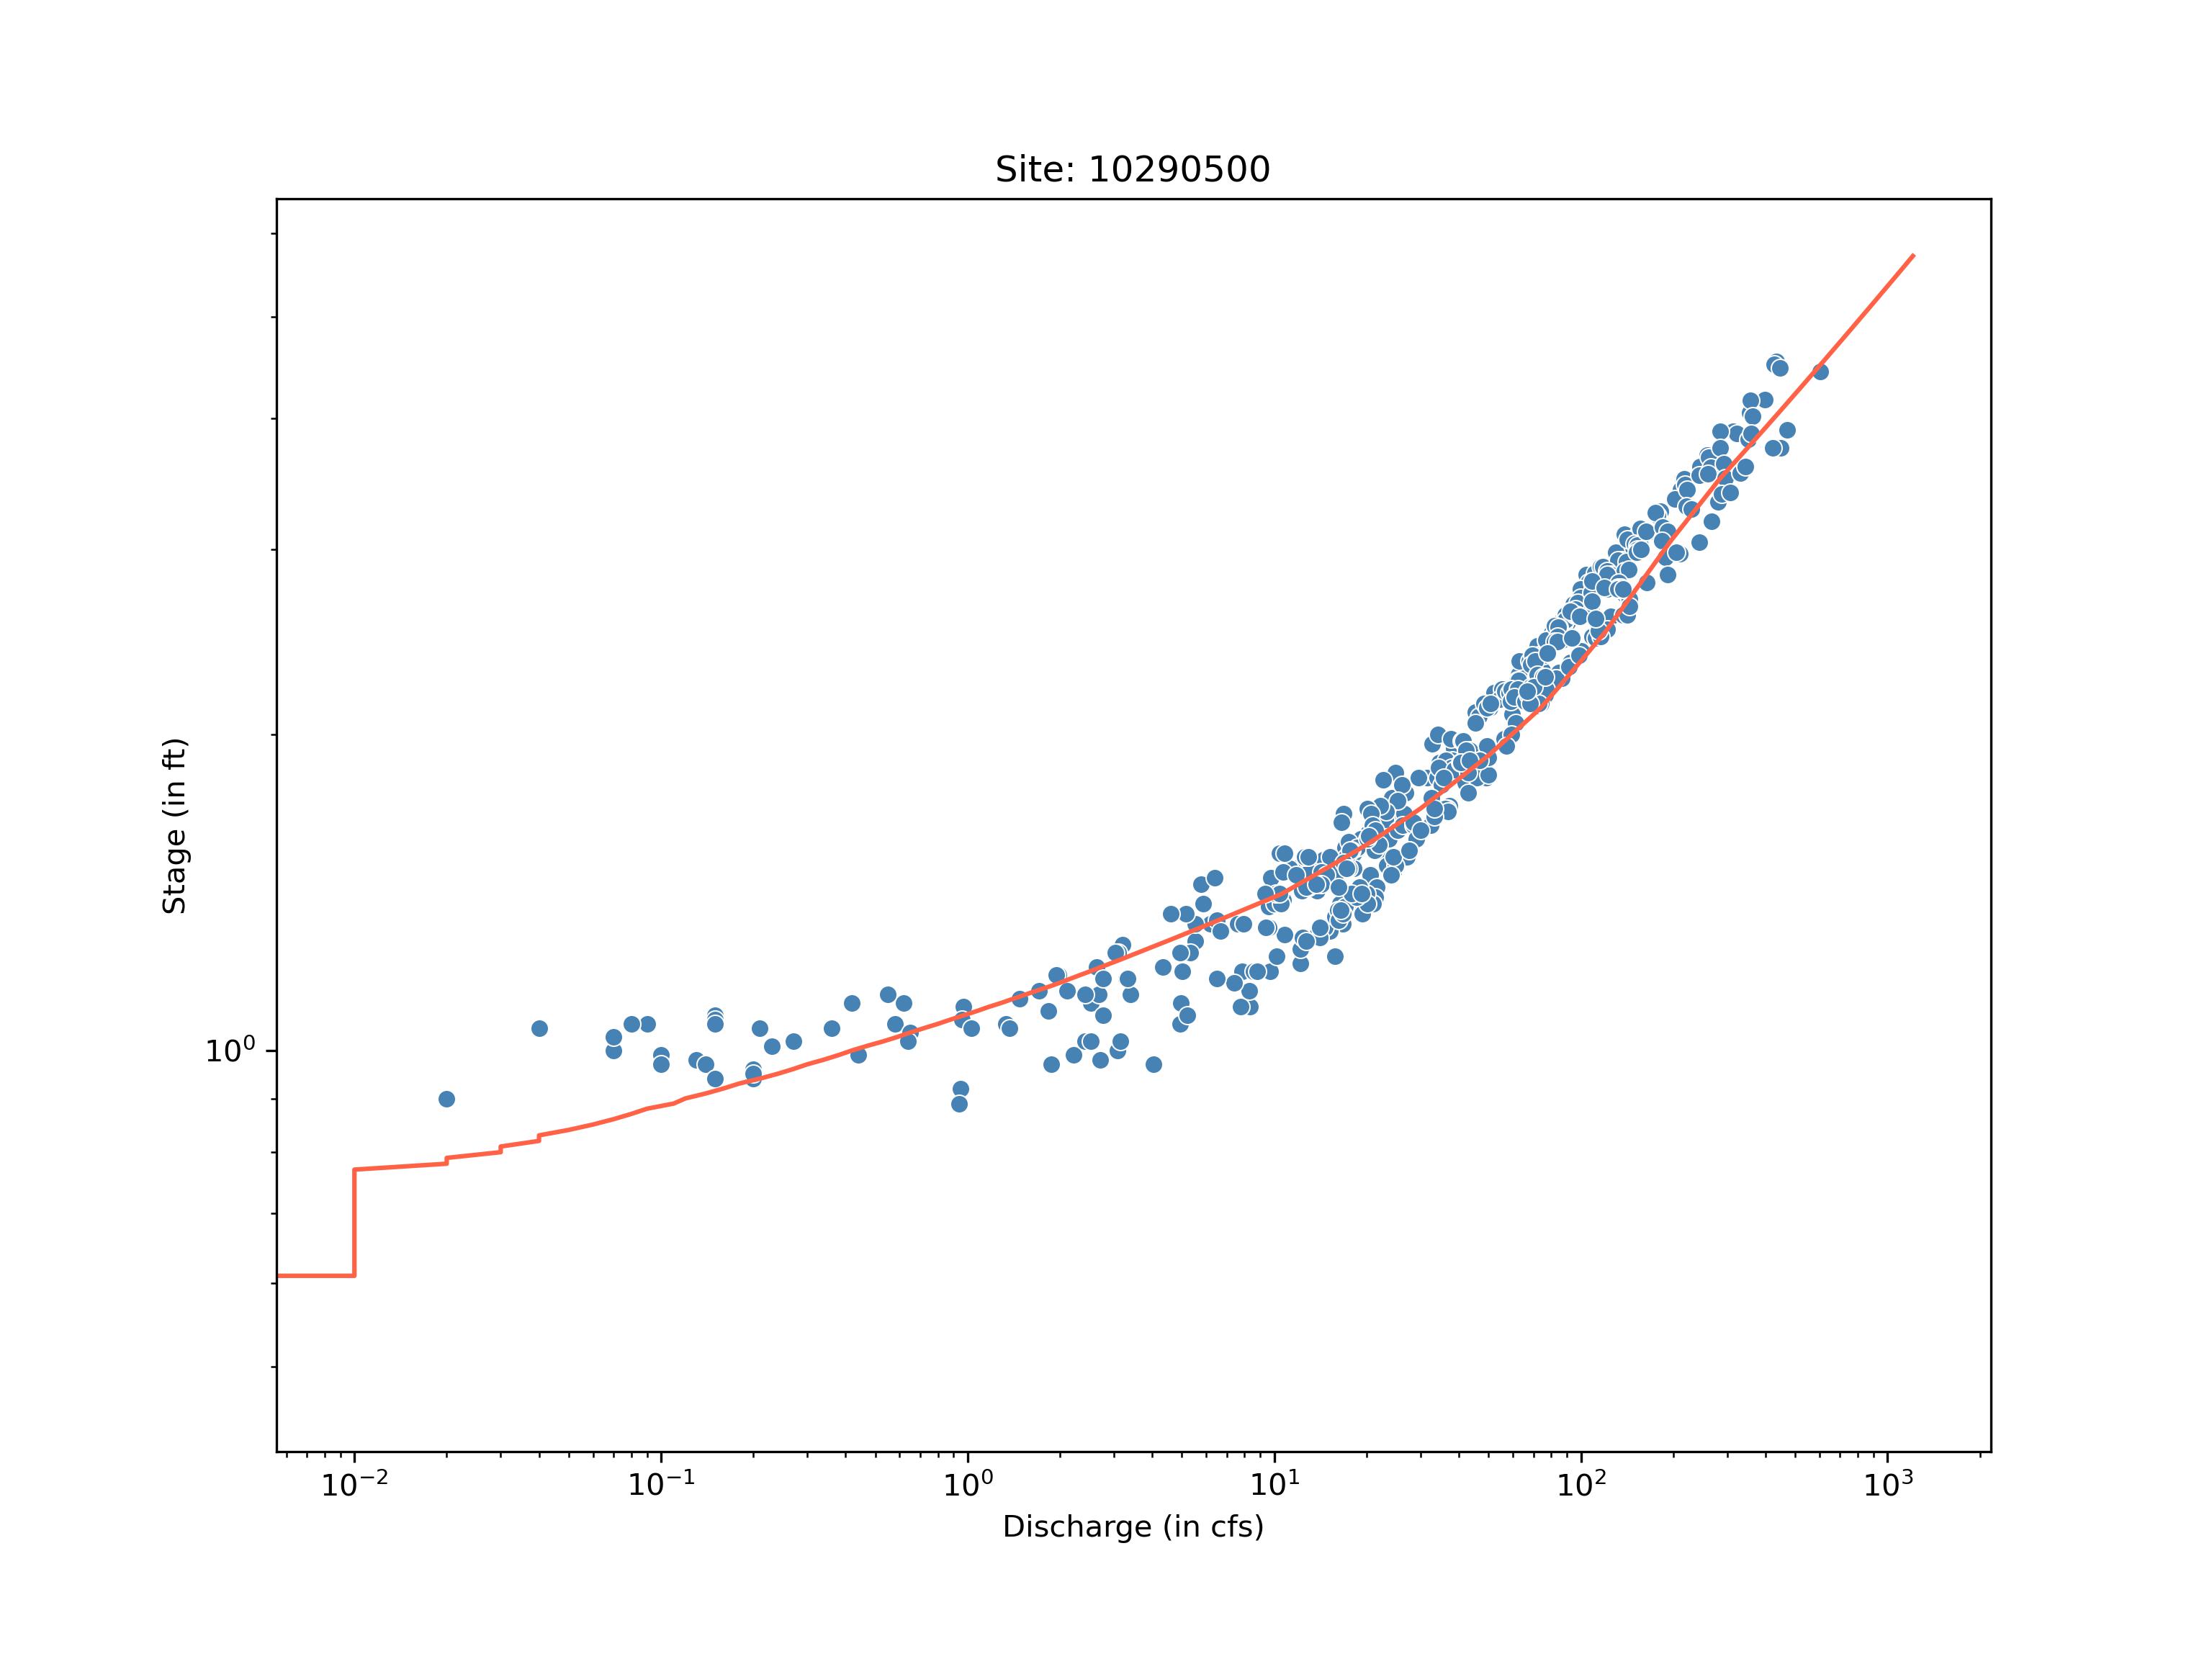 Site: 10290500
Stage (in ft)
10⁰
10⁻²
10⁻¹
10⁰
10¹
10²
10³
Discharge (in cfs)